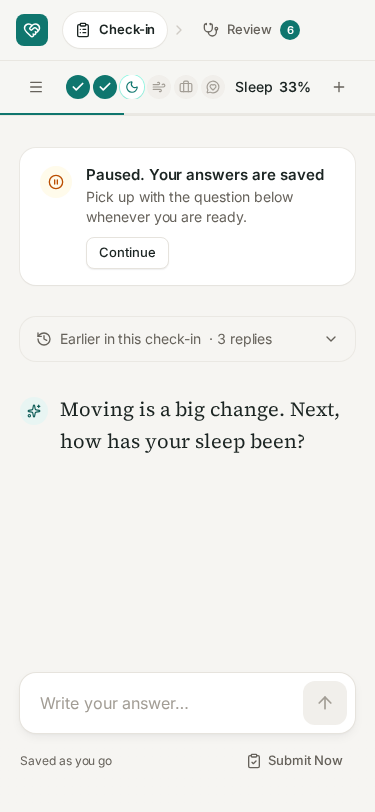 Check-in
Review 6
Sleep 33%
Paused. Your answers are saved
Pick up with the question below
whenever you are ready.
Continue
Earlier in this check-in · 3 replies
Moving is a big change. Next,
how has your sleep been?
Write your answer...
Saved as you go
Submit Now